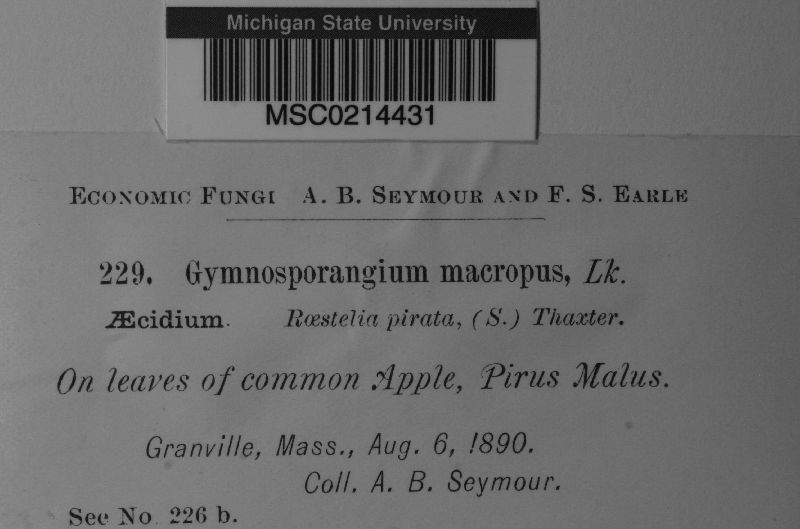 Michigan State University
MSC0214431
Economic Fungi A. B. Seymour and F. S. Earle
229. Gymnosporangium macropus, Lk.
Æcidium. Rœstelia pirata, (S.) Thaxter.
On leaves of common Apple, Pirus Malus.
Granville, Mass., Aug. 6, 1890.
Coll. A. B. Seymour.
See No 226 b.